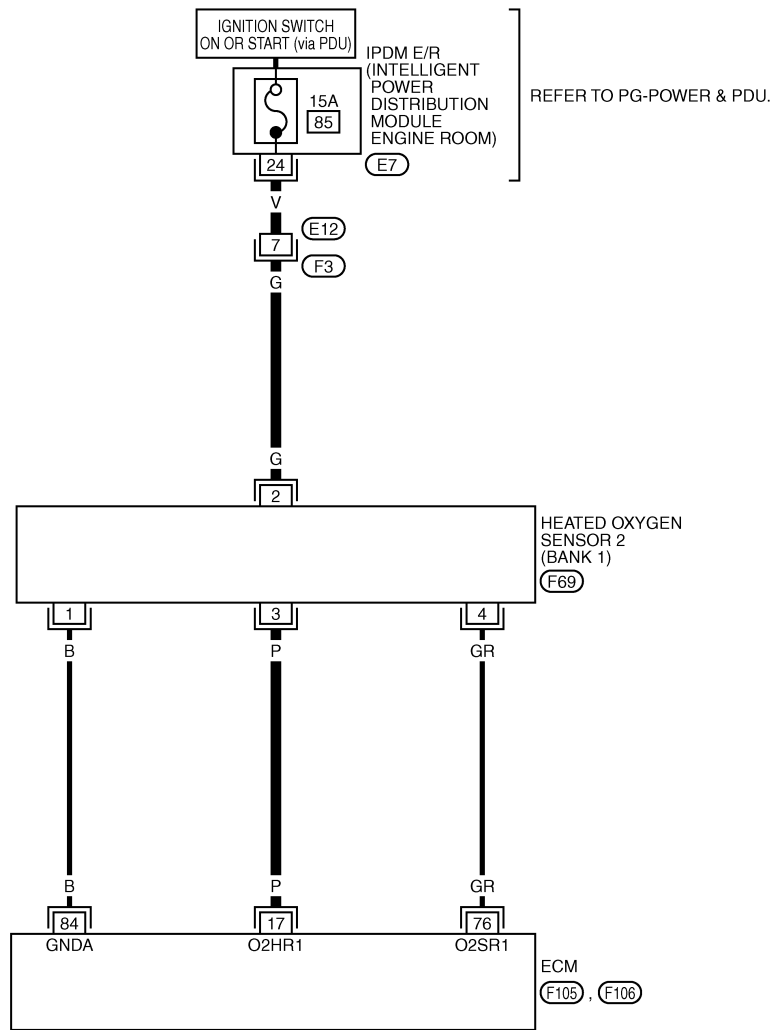 IGNITION SWITCH
ON OR START (via PDU)
IPDM E/R
(INTELLIGENT
POWER
DISTRIBUTION
MODULE
ENGINE ROOM)
REFER TO PG-POWER & PDU.
15A
85
24
E7
V
E12
7
F3
G
G
2
HEATED OXYGEN
SENSOR 2
(BANK 1)
F69
1 3 4
B P GR
B P GR
84 17 76
GNDA O2HR1 O2SR1
ECM
F105 , F106